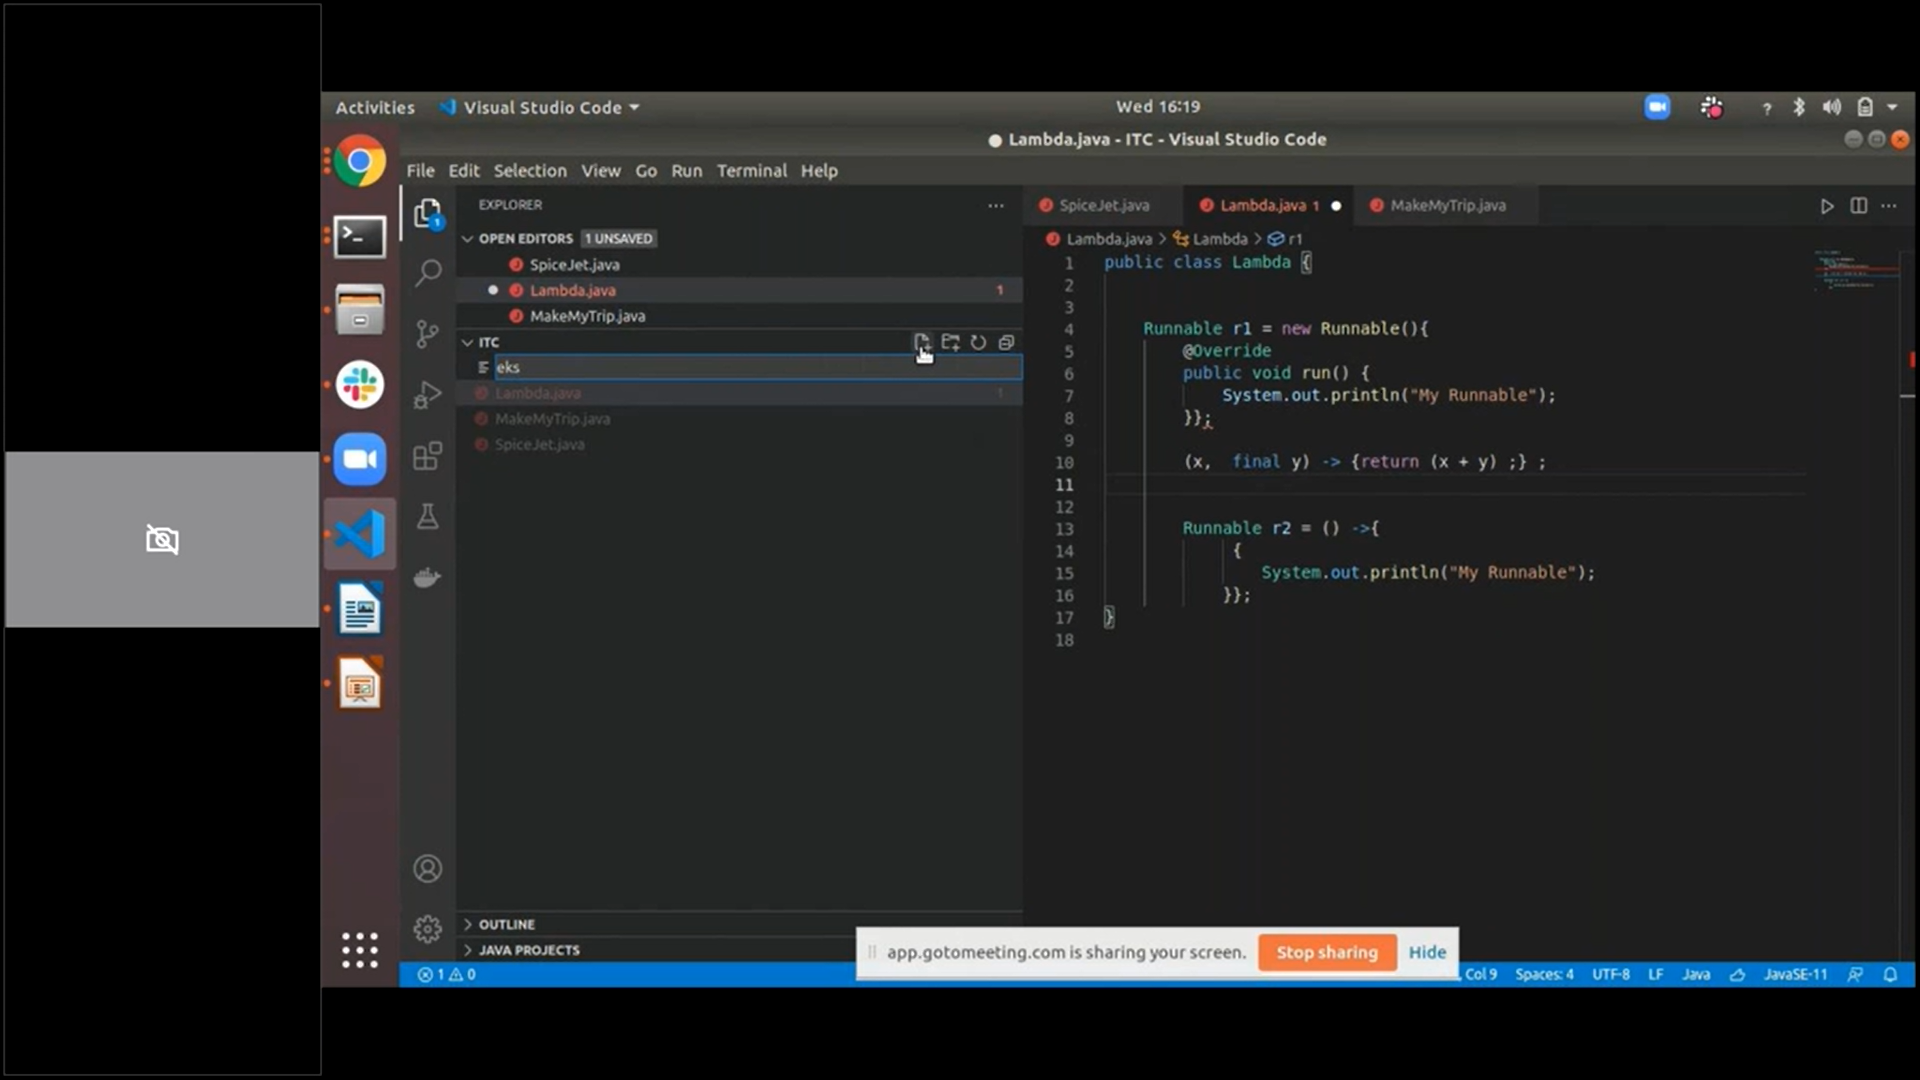 Activities Visual Studio Code Wed 16:19
Lambda.java - ITC - Visual Studio Code
File Edit Selection View Go Run Terminal Help
EXPLORER
OPEN EDITORS 1 UNSAVED
SpiceJet.java
Lambda.java 1
MakeMyTrip.java
ITC
eks
Lambda.java 1
MakeMyTrip.java
SpiceJet.java
OUTLINE
JAVA PROJECTS
SpiceJet.java Lambda.java 1 MakeMyTrip.java
Lambda.java > Lambda > r1
1 public class Lambda {
2
3
4 Runnable r1 = new Runnable(){
5 @Override
6 public void run() {
7 System.out.println("My Runnable");
8 }};
9
10 (x, final y) -> {return (x + y) ;} ;
11
12
13 Runnable r2 = () ->{
14 {
15 System.out.println("My Runnable");
16 }};
17 }
18
app.gotomeeting.com is sharing your screen. Stop sharing Hide
1 0 , Col 9 Spaces: 4 UTF-8 LF Java JavaSE-11